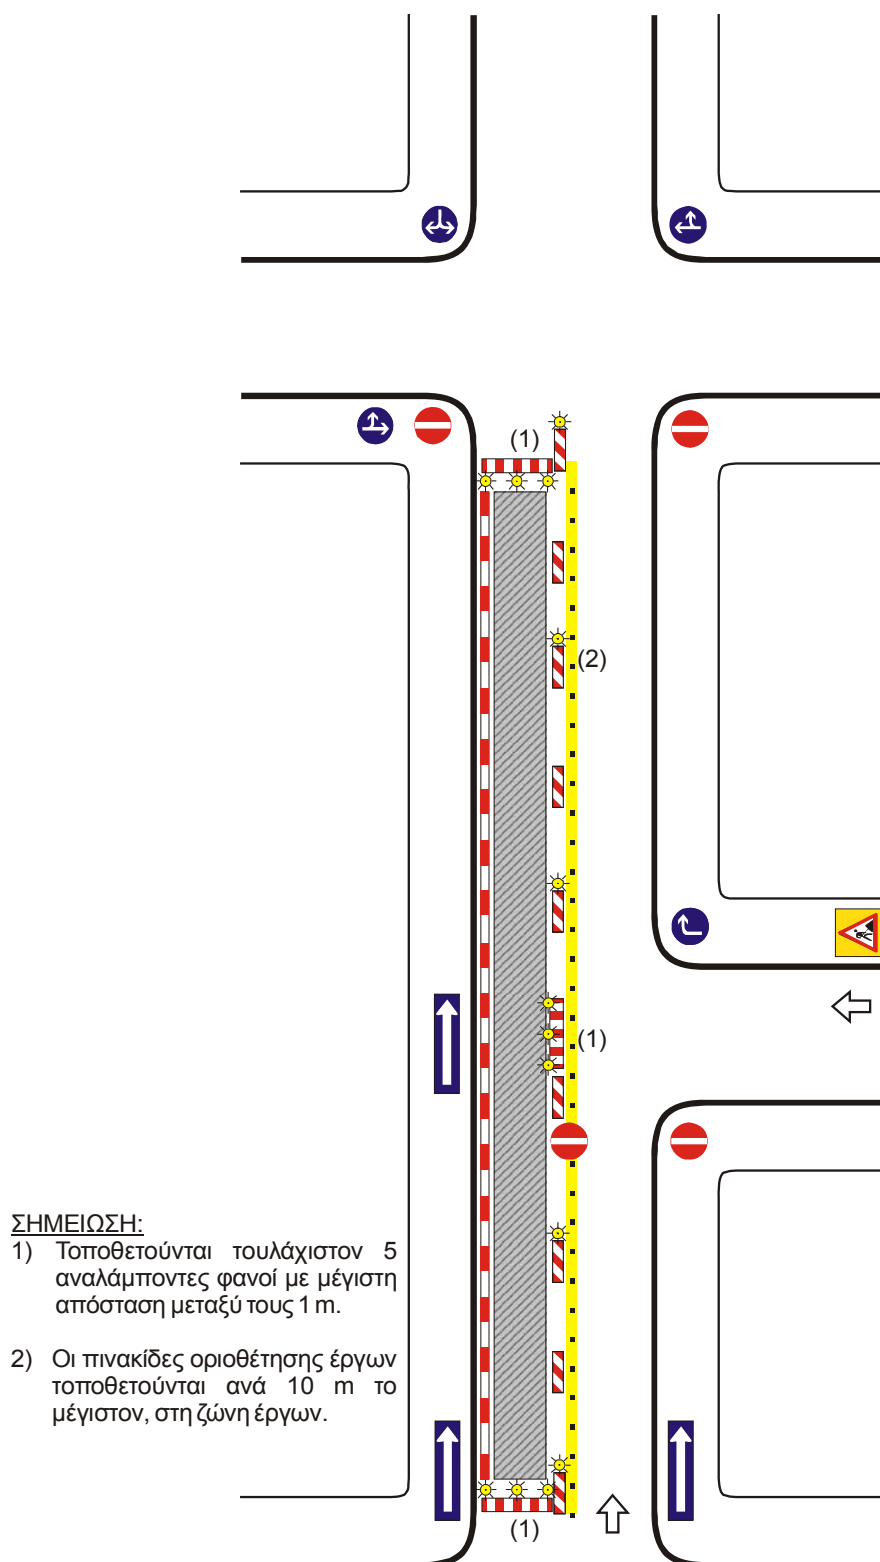 (1)
(2)
(1)
ΣΗΜΕΙΩΣΗ:
1) Τοποθετούνται τουλάχιστον 5
αναλάμποντες φανοί με μέγιστη
απόσταση μεταξύ τους 1 m.
2) Οι πινακίδες οριοθέτησης έργων
τοποθετούνται ανά 10 m το
μέγιστον, στη ζώνη έργων.
(1)